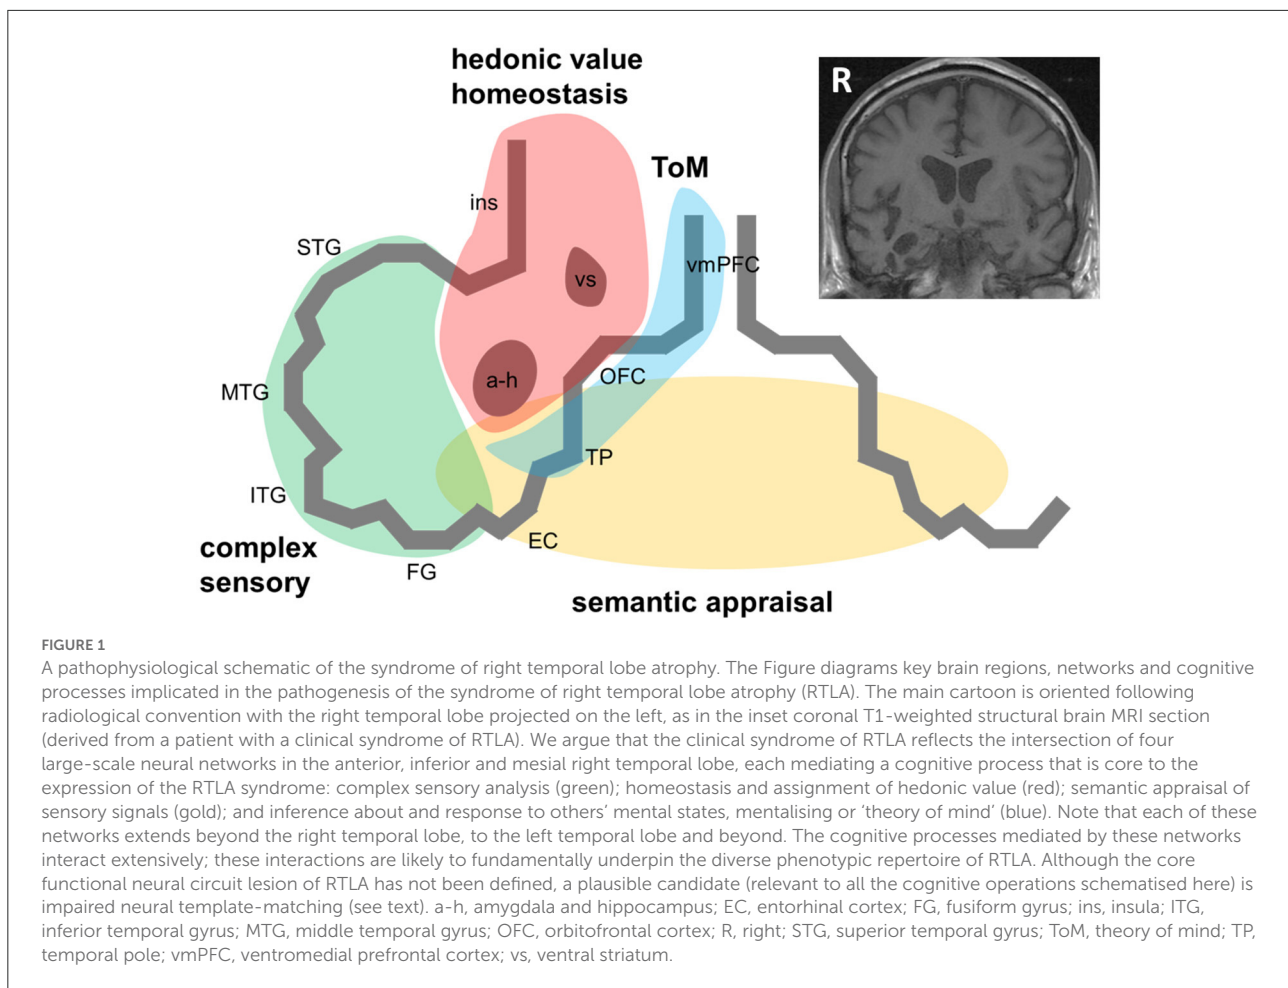 hedonic value
homeostasis
R
ToM
ins
STG
vs
vmPFC
a-h
OFC
MTG
TP
ITG
EC
complex
sensory
FG
semantic appraisal
FIGURE 1
A pathophysiological schematic of the syndrome of right temporal lobe atrophy. The Figure diagrams key brain regions, networks and cognitive
processes implicated in the pathogenesis of the syndrome of right temporal lobe atrophy (RTLA). The main cartoon is oriented following
radiological convention with the right temporal lobe projected on the left, as in the inset coronal T1-weighted structural brain MRI section
(derived from a patient with a clinical syndrome of RTLA). We argue that the clinical syndrome of RTLA reflects the intersection of four
large-scale neural networks in the anterior, inferior and mesial right temporal lobe, each mediating a cognitive process that is core to the
expression of the RTLA syndrome: complex sensory analysis (green); homeostasis and assignment of hedonic value (red); semantic appraisal of
sensory signals (gold); and inference about and response to others’ mental states, mentalising or ‘theory of mind’ (blue). Note that each of these
networks extends beyond the right temporal lobe, to the left temporal lobe and beyond. The cognitive processes mediated by these networks
interact extensively; these interactions are likely to fundamentally underpin the diverse phenotypic repertoire of RTLA. Although the core
functional neural circuit lesion of RTLA has not been defined, a plausible candidate (relevant to all the cognitive operations schematised here) is
impaired neural template-matching (see text). a-h, amygdala and hippocampus; EC, entorhinal cortex; FG, fusiform gyrus; ins, insula; ITG,
inferior temporal gyrus; MTG, middle temporal gyrus; OFC, orbitofrontal cortex; R, right; STG, superior temporal gyrus; ToM, theory of mind; TP,
temporal pole; vmPFC, ventromedial prefrontal cortex; vs, ventral striatum.